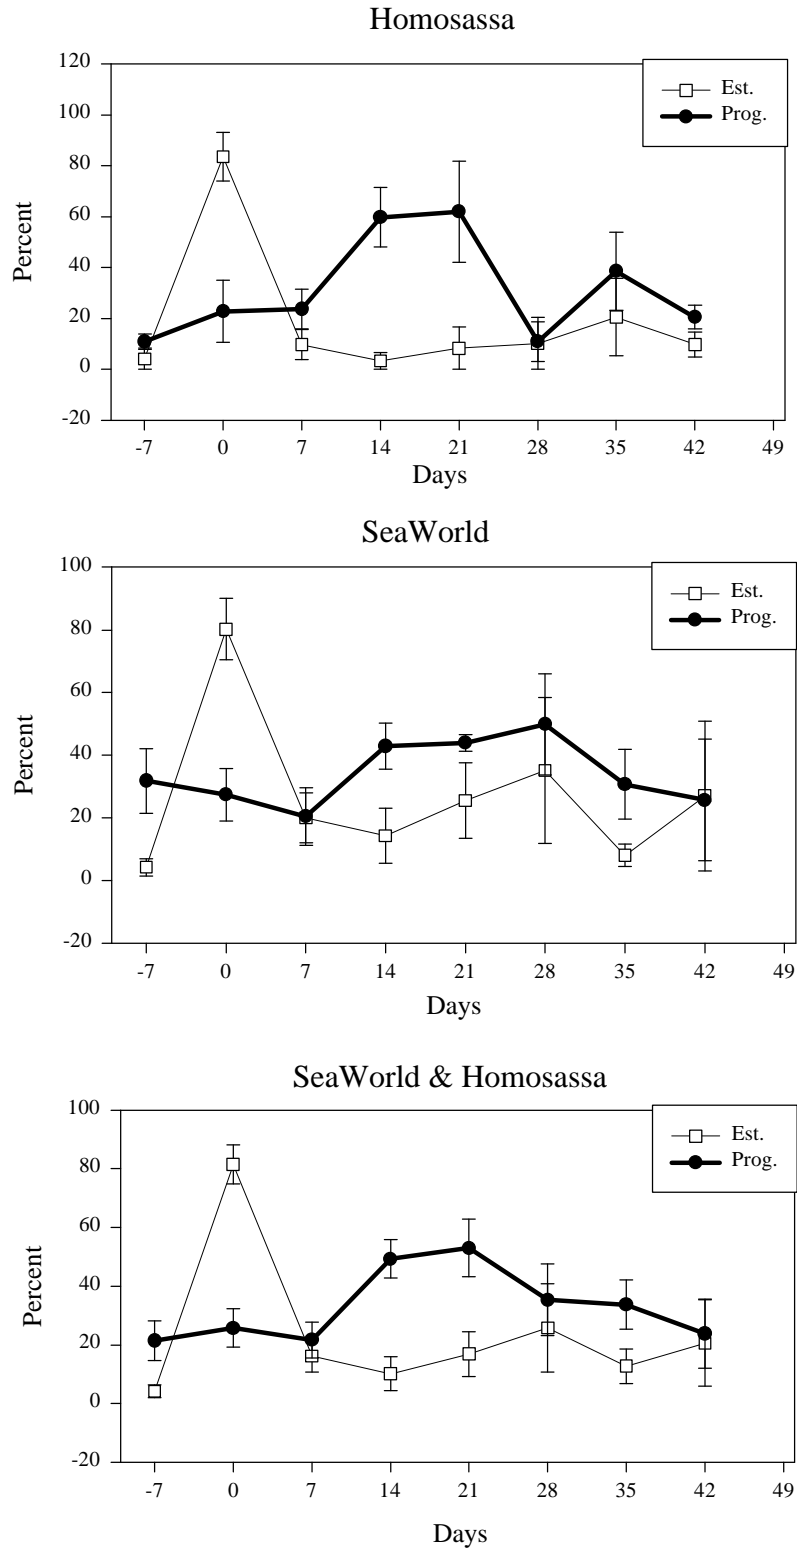 Homosassa
120
100
80
60
40
20
0
-20
Percent
Est.
Prog.
-7 0 7 14 21 28 35 42 49
Days
SeaWorld
100
80
60
40
20
0
-20
Percent
Est.
Prog.
-7 0 7 14 21 28 35 42 49
Days
SeaWorld & Homosassa
100
80
60
40
20
0
-20
Percent
Est.
Prog.
-7 0 7 14 21 28 35 42 49
Days